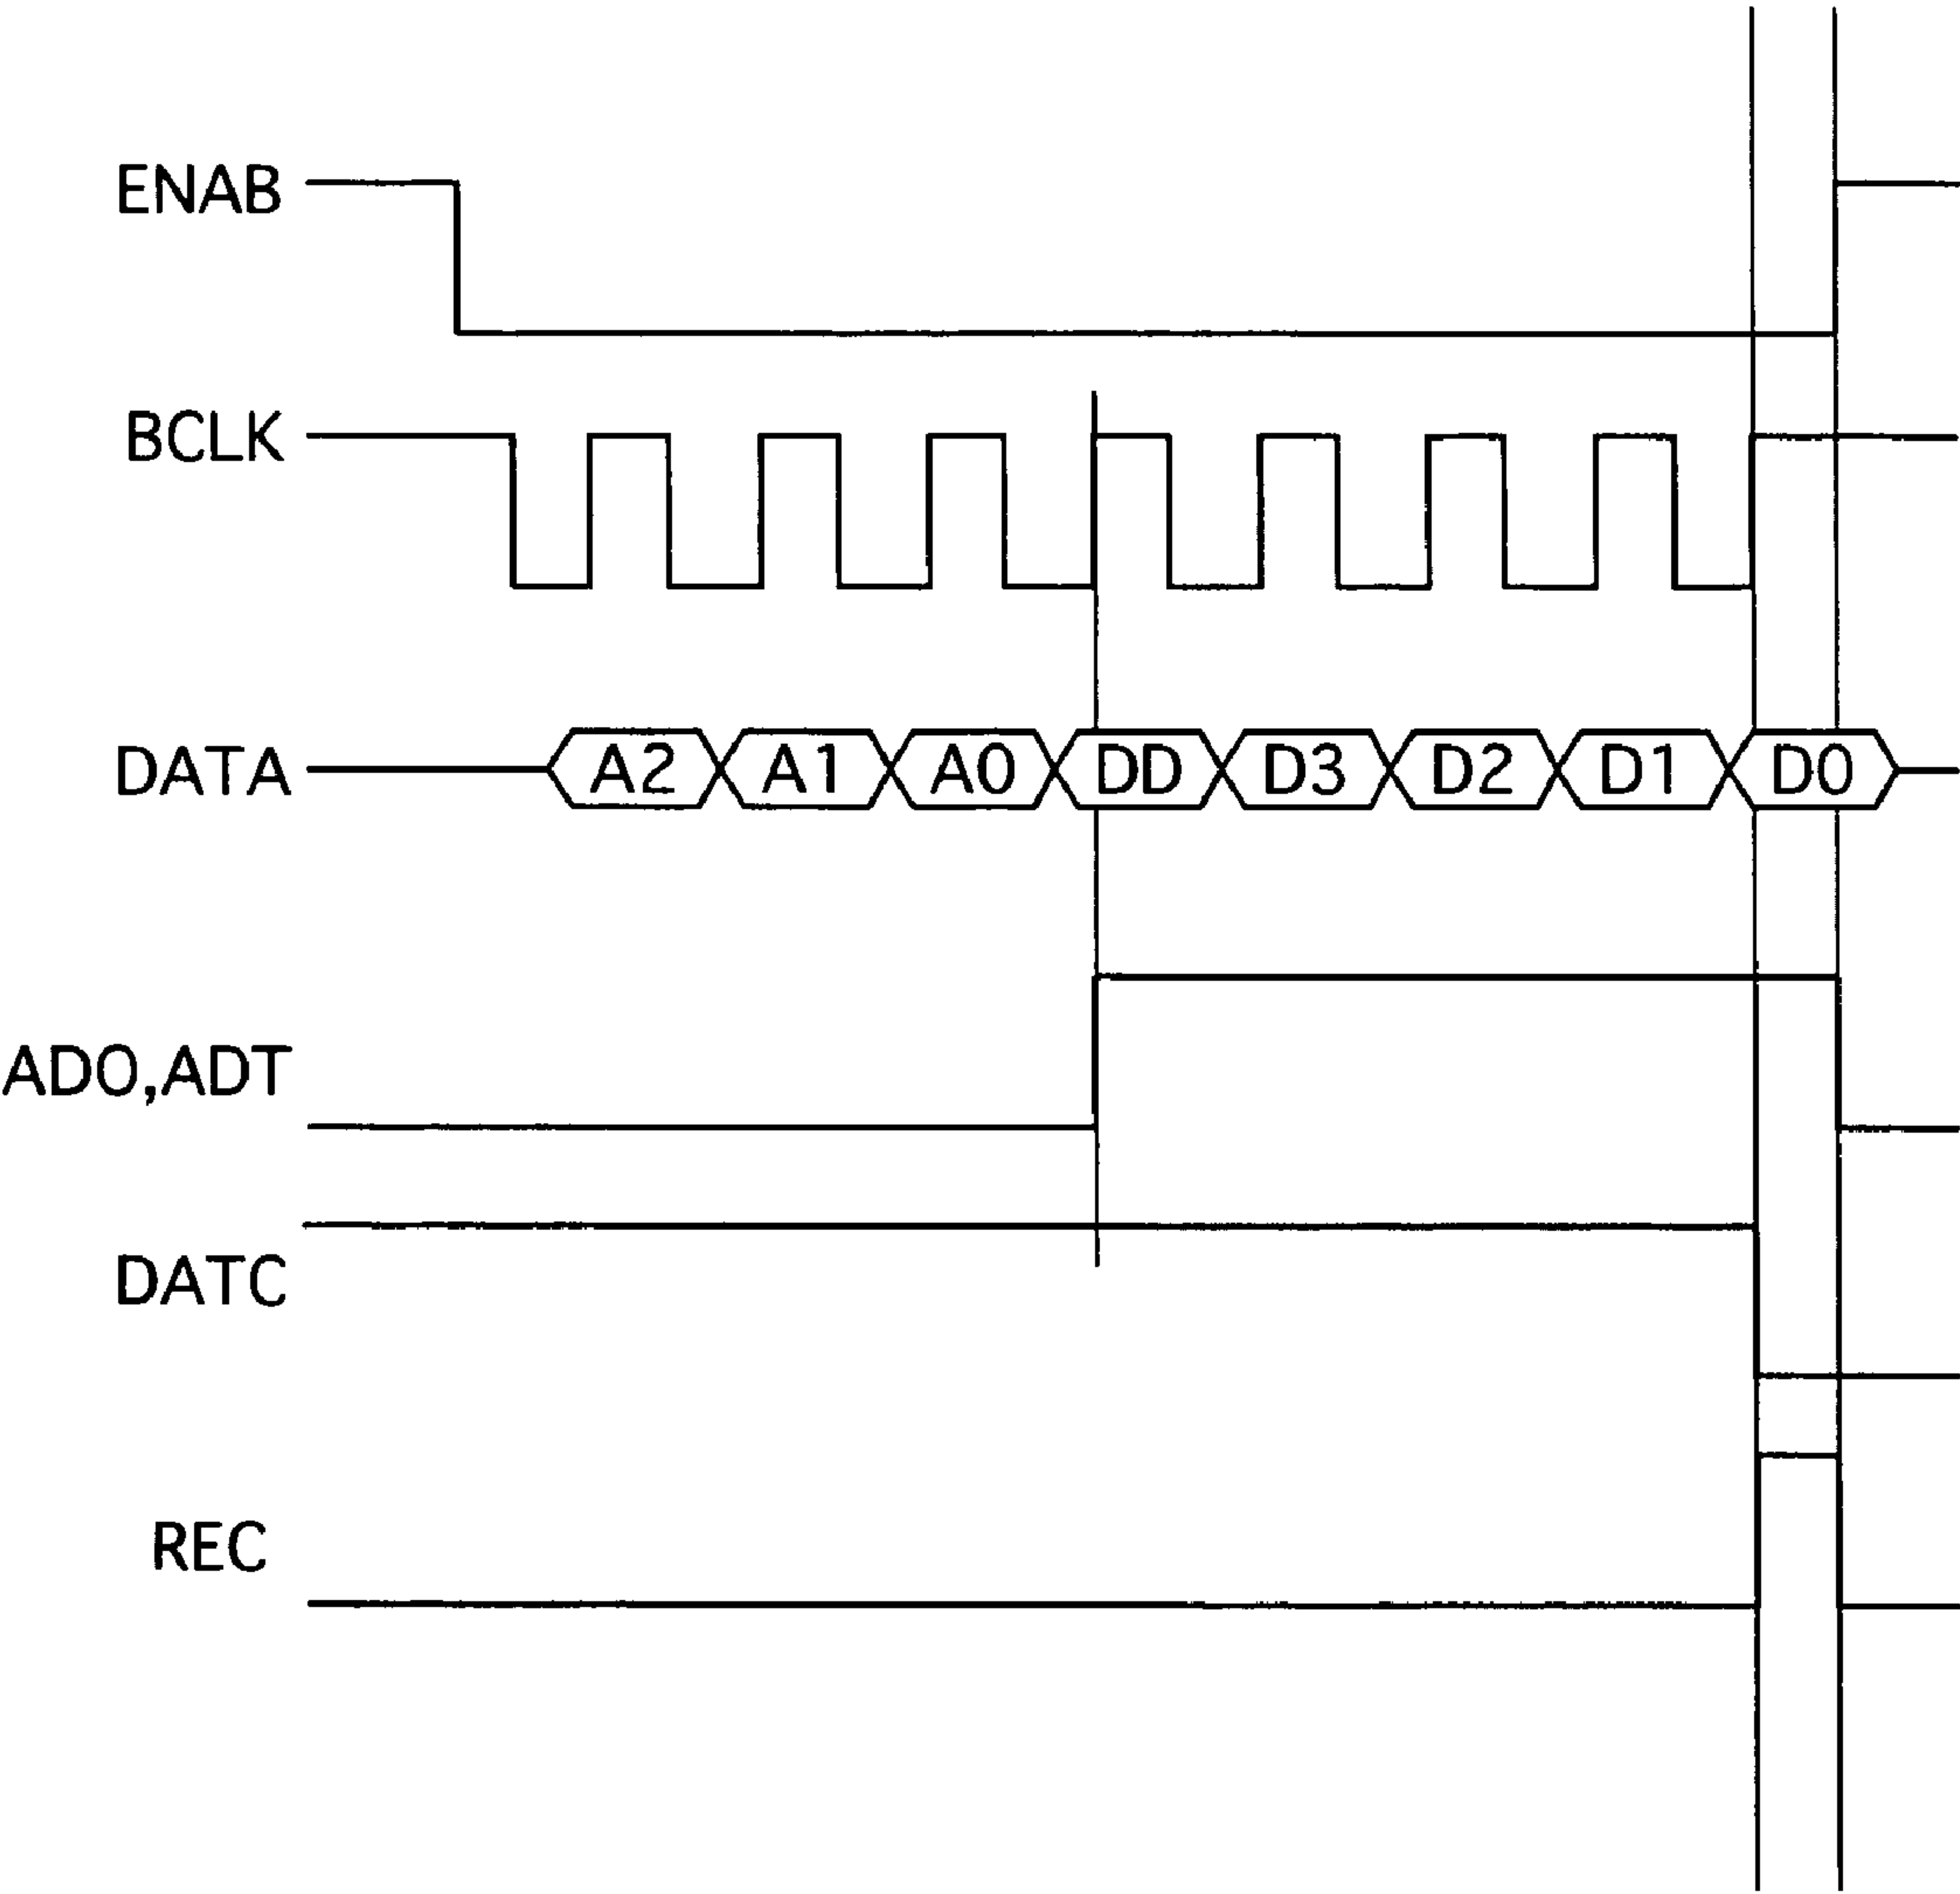 ENAB
BCLK
DATA A2 A1 A0 DD D3 D2 D1 D0
ADO,ADT
DATC
REC